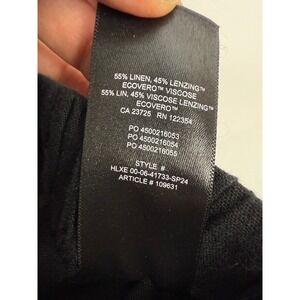 55% LINEN, 45% LENZING™
ECOVERO™ VISCOSE
55% LIN, 45% VISCOSE LENZING
ECOVERO™
CA 23725 RN 122354
PO 4500216053
PO 4500216054
PO 4500216055
STYLE #
HLXE 00-06-41733-SP24
ARTICLE # 109631